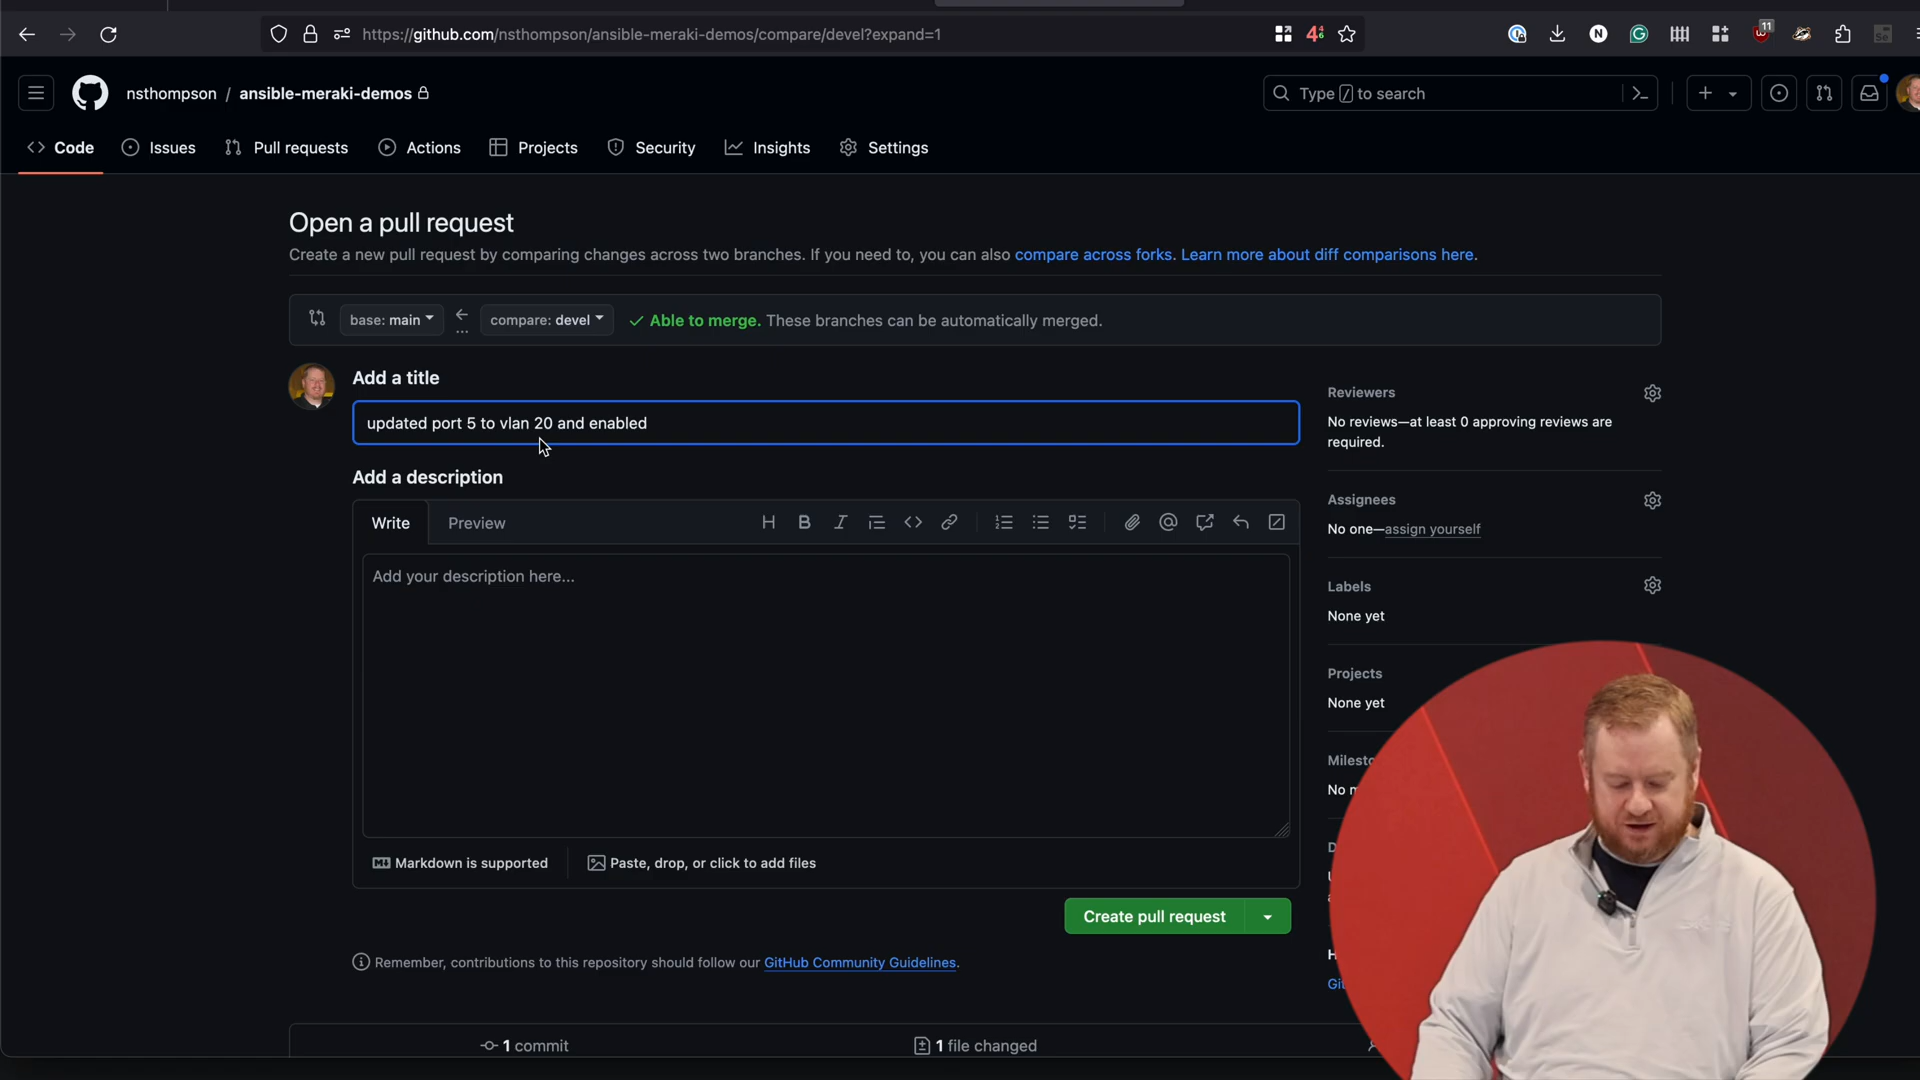 https://github.com/nsthompson/ansible-meraki-demos/compare/devel?expand=1
11
nsthompson / ansible-meraki-demos
Type / to search
Code
Issues
Pull requests
Actions
Projects
Security
Insights
Settings
Open a pull request
Create a new pull request by comparing changes across two branches. If you need to, you can also compare across forks. Learn more about diff comparisons here.
base: main
compare: devel
Able to merge. These branches can be automatically merged.
Add a title
updated port 5 to vlan 20 and enabled
Add a description
Write
Preview
Add your description here...
Markdown is supported
Paste, drop, or click to add files
Create pull request
Remember, contributions to this repository should follow our GitHub Community Guidelines.
1 commit
1 file changed
Reviewers
No reviews—at least 0 approving reviews are
required.
Assignees
No one—assign yourself
Labels
None yet
Projects
None yet